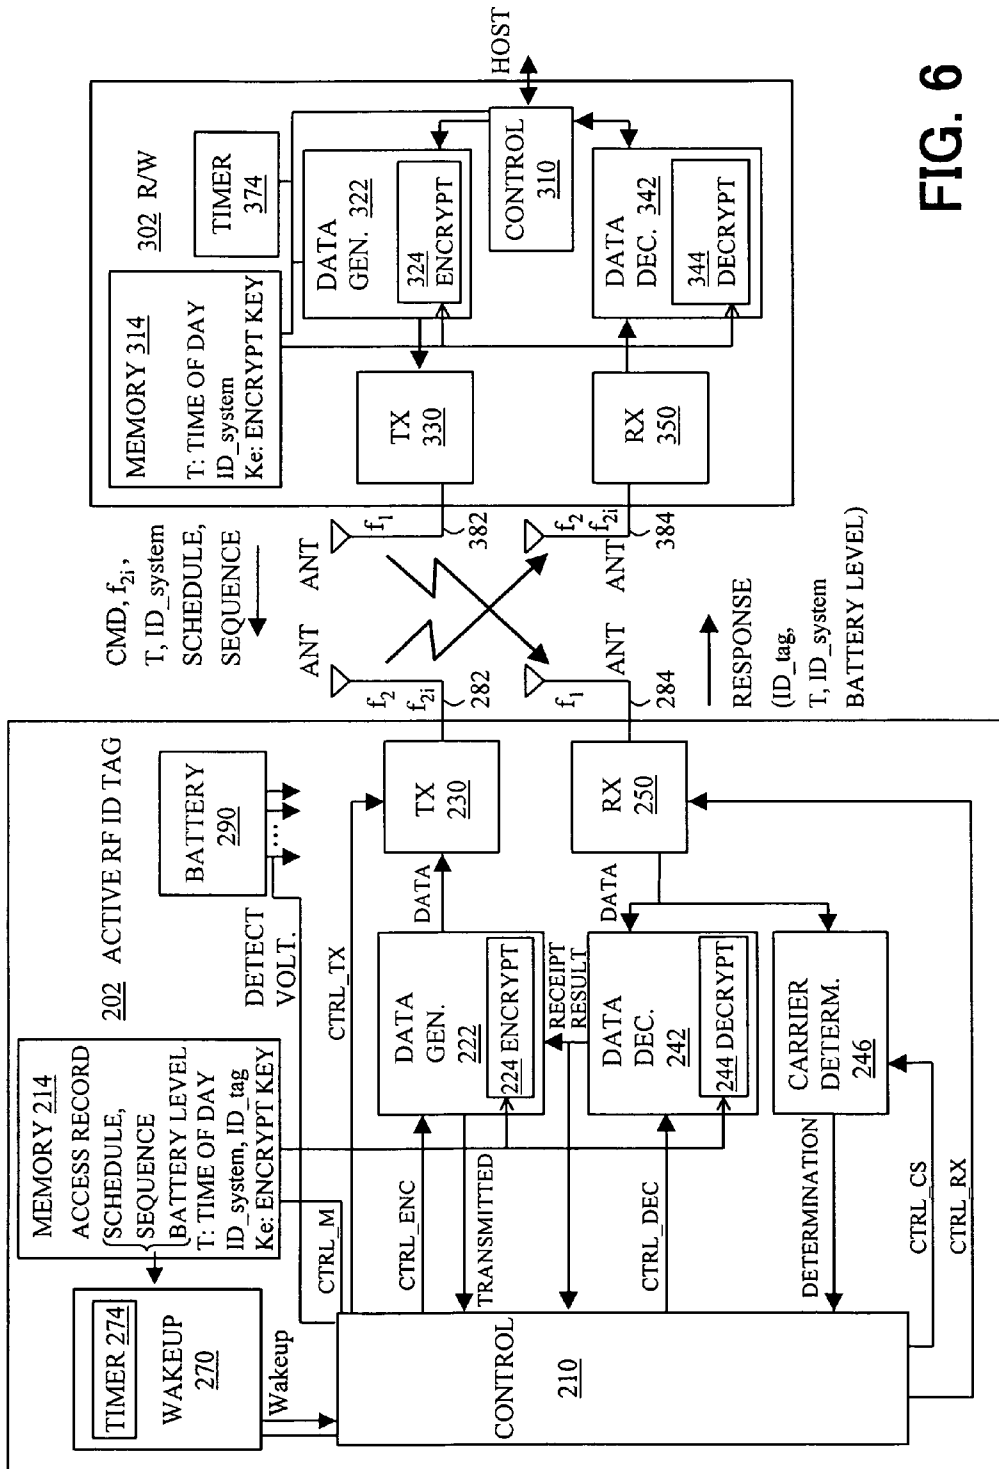 202 ACTIVE RF ID TAG
TIMER 274
WAKEUP
270
Wakeup
MEMORY 214
ACCESS RECORD
SCHEDULE,
SEQUENCE
BATTERY LEVEL
T: TIME OF DAY
ID_system, ID_tag
Ke: ENCRYPT KEY
BATTERY
290
...
DETECT
VOLT.
CTRL_M
CTRL_TX
CTRL_ENC
TRANSMITTED
CTRL_DEC
DETERMINATION
CTRL_CS
CTRL_RX
CONTROL
210
DATA
GEN.
222
224 ENCRYPT
RECEIPT
RESULT
DATA
DEC.
242
244 DECRYPT
CARRIER
DETERM.
246
DATA
DATA
TX
230
RX
250
ANT
f2
f2i
282
ANT
f1
284
CMD, f2i,
T, ID_system
SCHEDULE,
SEQUENCE
RESPONSE
(ID_tag,
T, ID_system
BATTERY LEVEL)
ANT
f1
382
ANT
f2
f2i
384
302 R/W
MEMORY 314
T: TIME OF DAY
ID_system
Ke: ENCRYPT KEY
TIMER
374
TX
330
RX
350
DATA
GEN. 322
324
ENCRYPT
DATA
DEC. 342
344
DECRYPT
CONTROL
310
HOST
FIG. 6